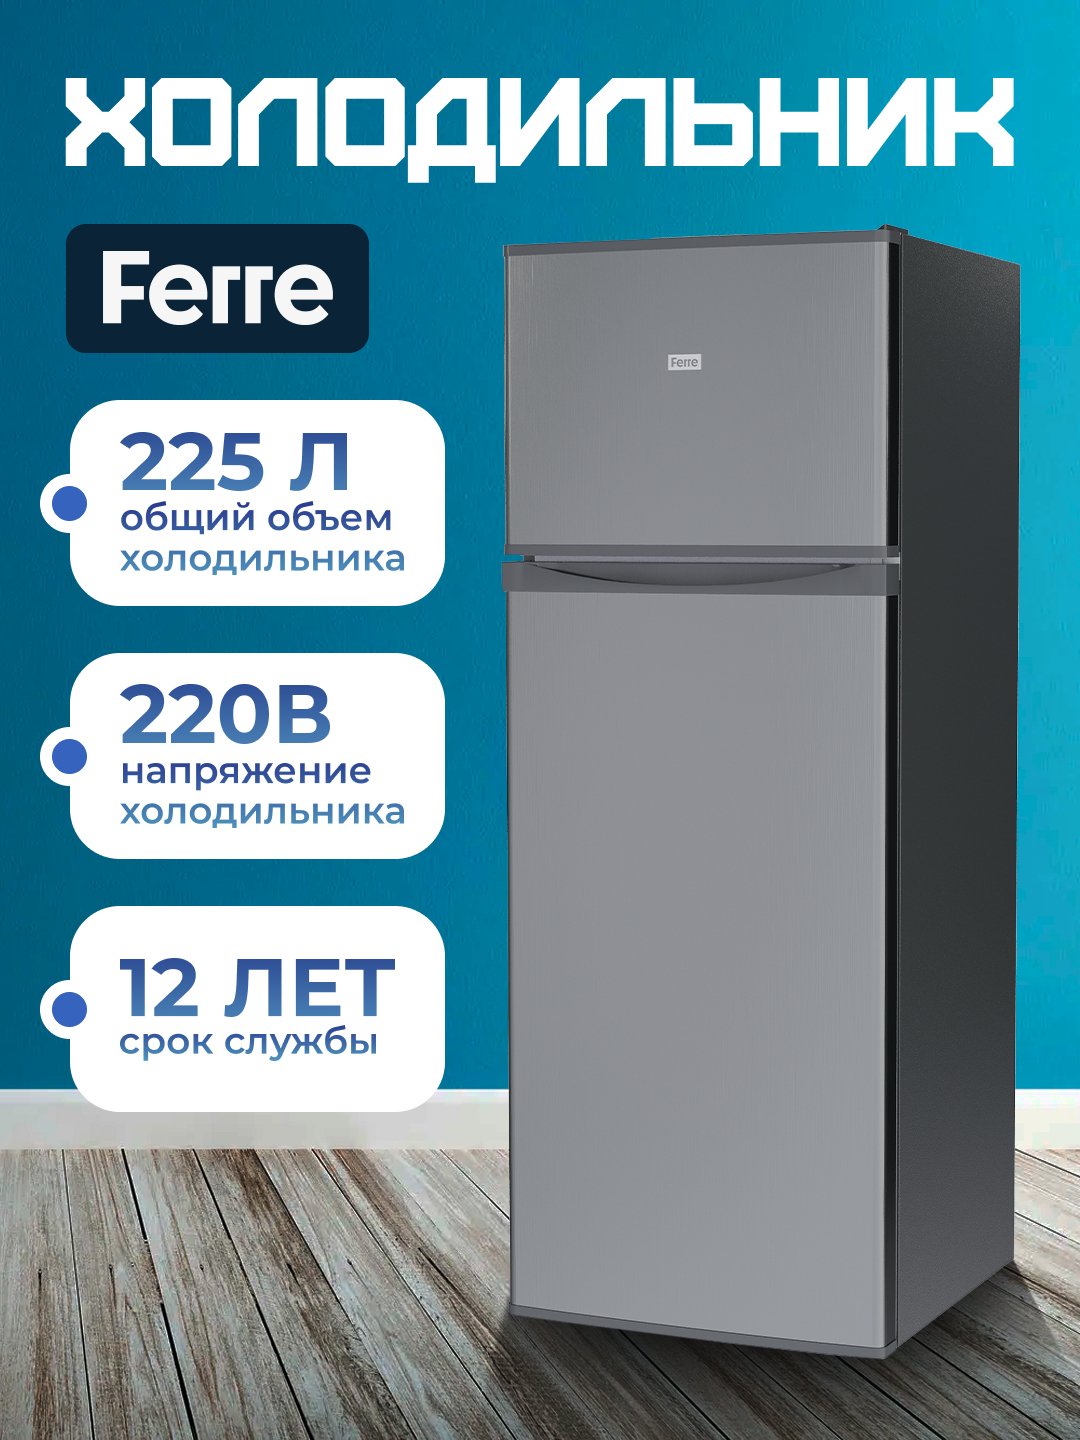 ХОЛОДИЛЬНИК
Ferre
Ferre
225 Л
общий объем
холодильника
220В
напряжение
холодильника
12 ЛЕТ
срок службы